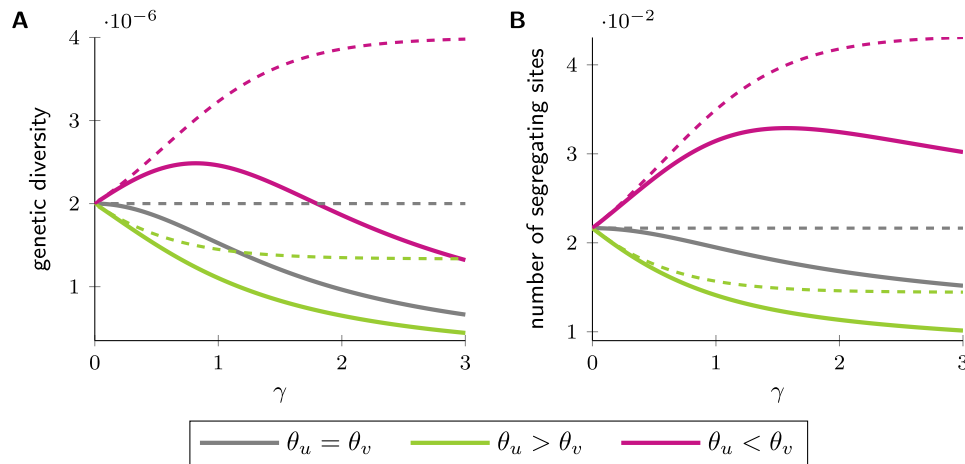 A
·10⁻⁶
genetic diversity
4
3
2
1
0
1
2
3
γ
B
·10⁻²
number of segregating sites
4
3
2
1
0
1
2
3
γ
θᵤ = θᵥ
θᵤ > θᵥ
θᵤ < θᵥ